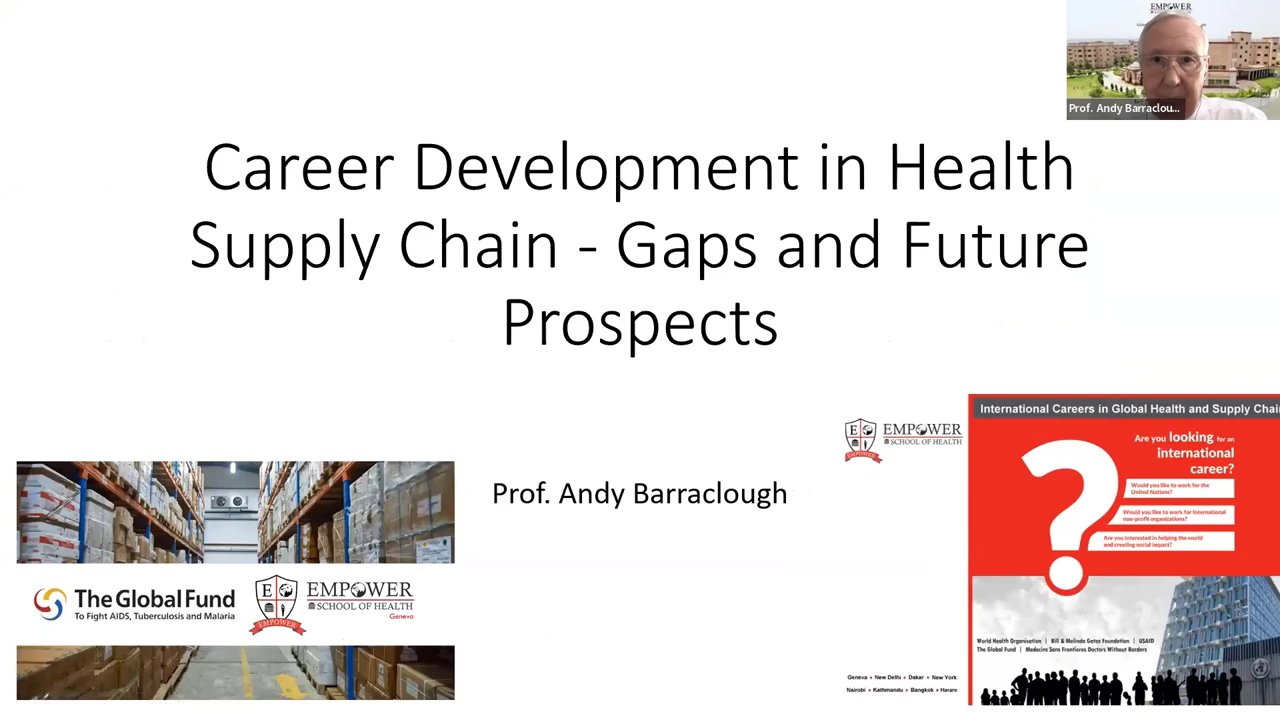 EMPOWER
Prof. Andy Barraclou...
Career Development in Health
Supply Chain - Gaps and Future
Prospects
Prof. Andy Barraclough
The Global Fund
To Fight AIDS, Tuberculosis and Malaria
E
EMPOWER
EMPOWER
SCHOOL OF HEALTH
Geneva
E
EMPOWER
EMPOWER
SCHOOL OF HEALTH
International Careers in Global Health and Supply Chain
Are you looking for an
international
career?
Would you like to work for the
United Nations?
Would you like to work for International
non-profit organizations?
Are you interested in helping the world
and creating social impact?
World Health Organisation | Bill & Melinda Gates Foundation | USAID
The Global Fund | Medecins Sans Frontieres Doctors Without Borders
Geneva • New Delhi • Dakar • New York
Nairobi • Kathmandu • Bangkok • Harare